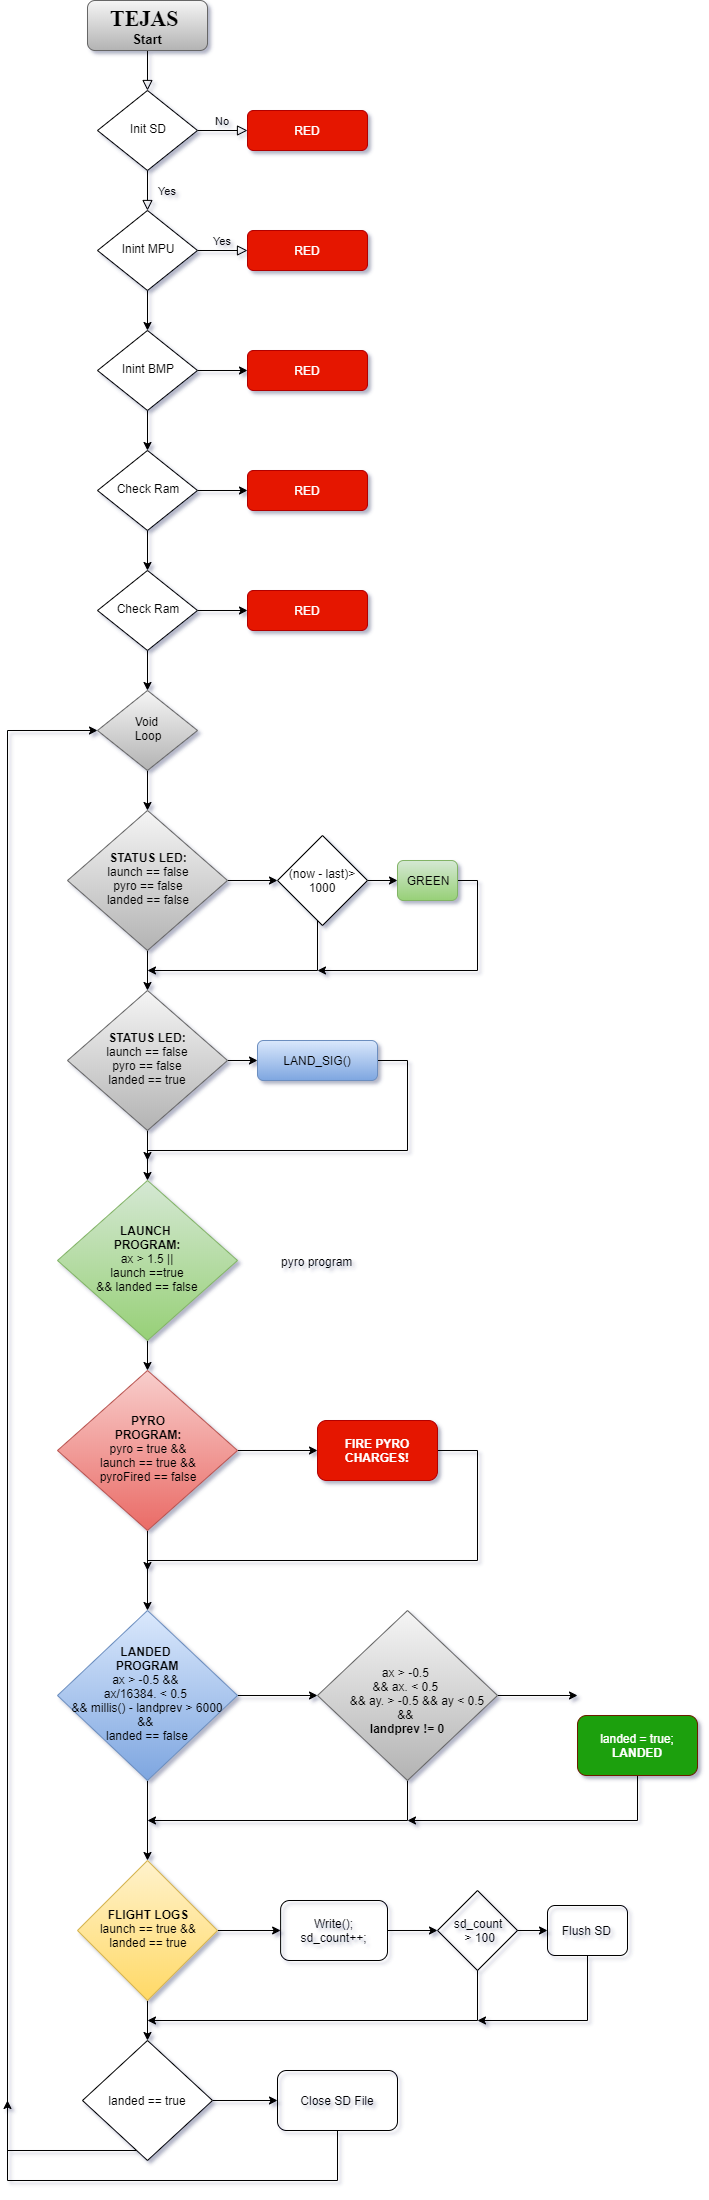 TEJAS
Start
Init SD
No
RED
Yes
Inint MPU
Yes
RED
Inint BMP
RED
Check Ram
RED
Check Ram
RED
Void
Loop
STATUS LED:
launch == false
pyro == false
landed == false
(now - last)>
1000
GREEN
STATUS LED:
launch == false
pyro == false
landed == true
LAND_SIG()
LAUNCH
PROGRAM:
ax > 1.5 ||
launch ==true
&& landed == false
pyro program
PYRO
PROGRAM:
pyro = true &&
launch == true &&
pyroFired == false
FIRE PYRO
CHARGES!
LANDED
PROGRAM
ax > -0.5 &&
ax/16384. < 0.5
&& millis() - landprev > 6000
&&
landed == false
ax > -0.5
&& ax. < 0.5
&& ay. > -0.5 && ay < 0.5
&&
landprev != 0
landed = true;
LANDED
FLIGHT LOGS
launch == true &&
landed == true
Write();
sd_count++;
sd_count
> 100
Flush SD
landed == true
Close SD File